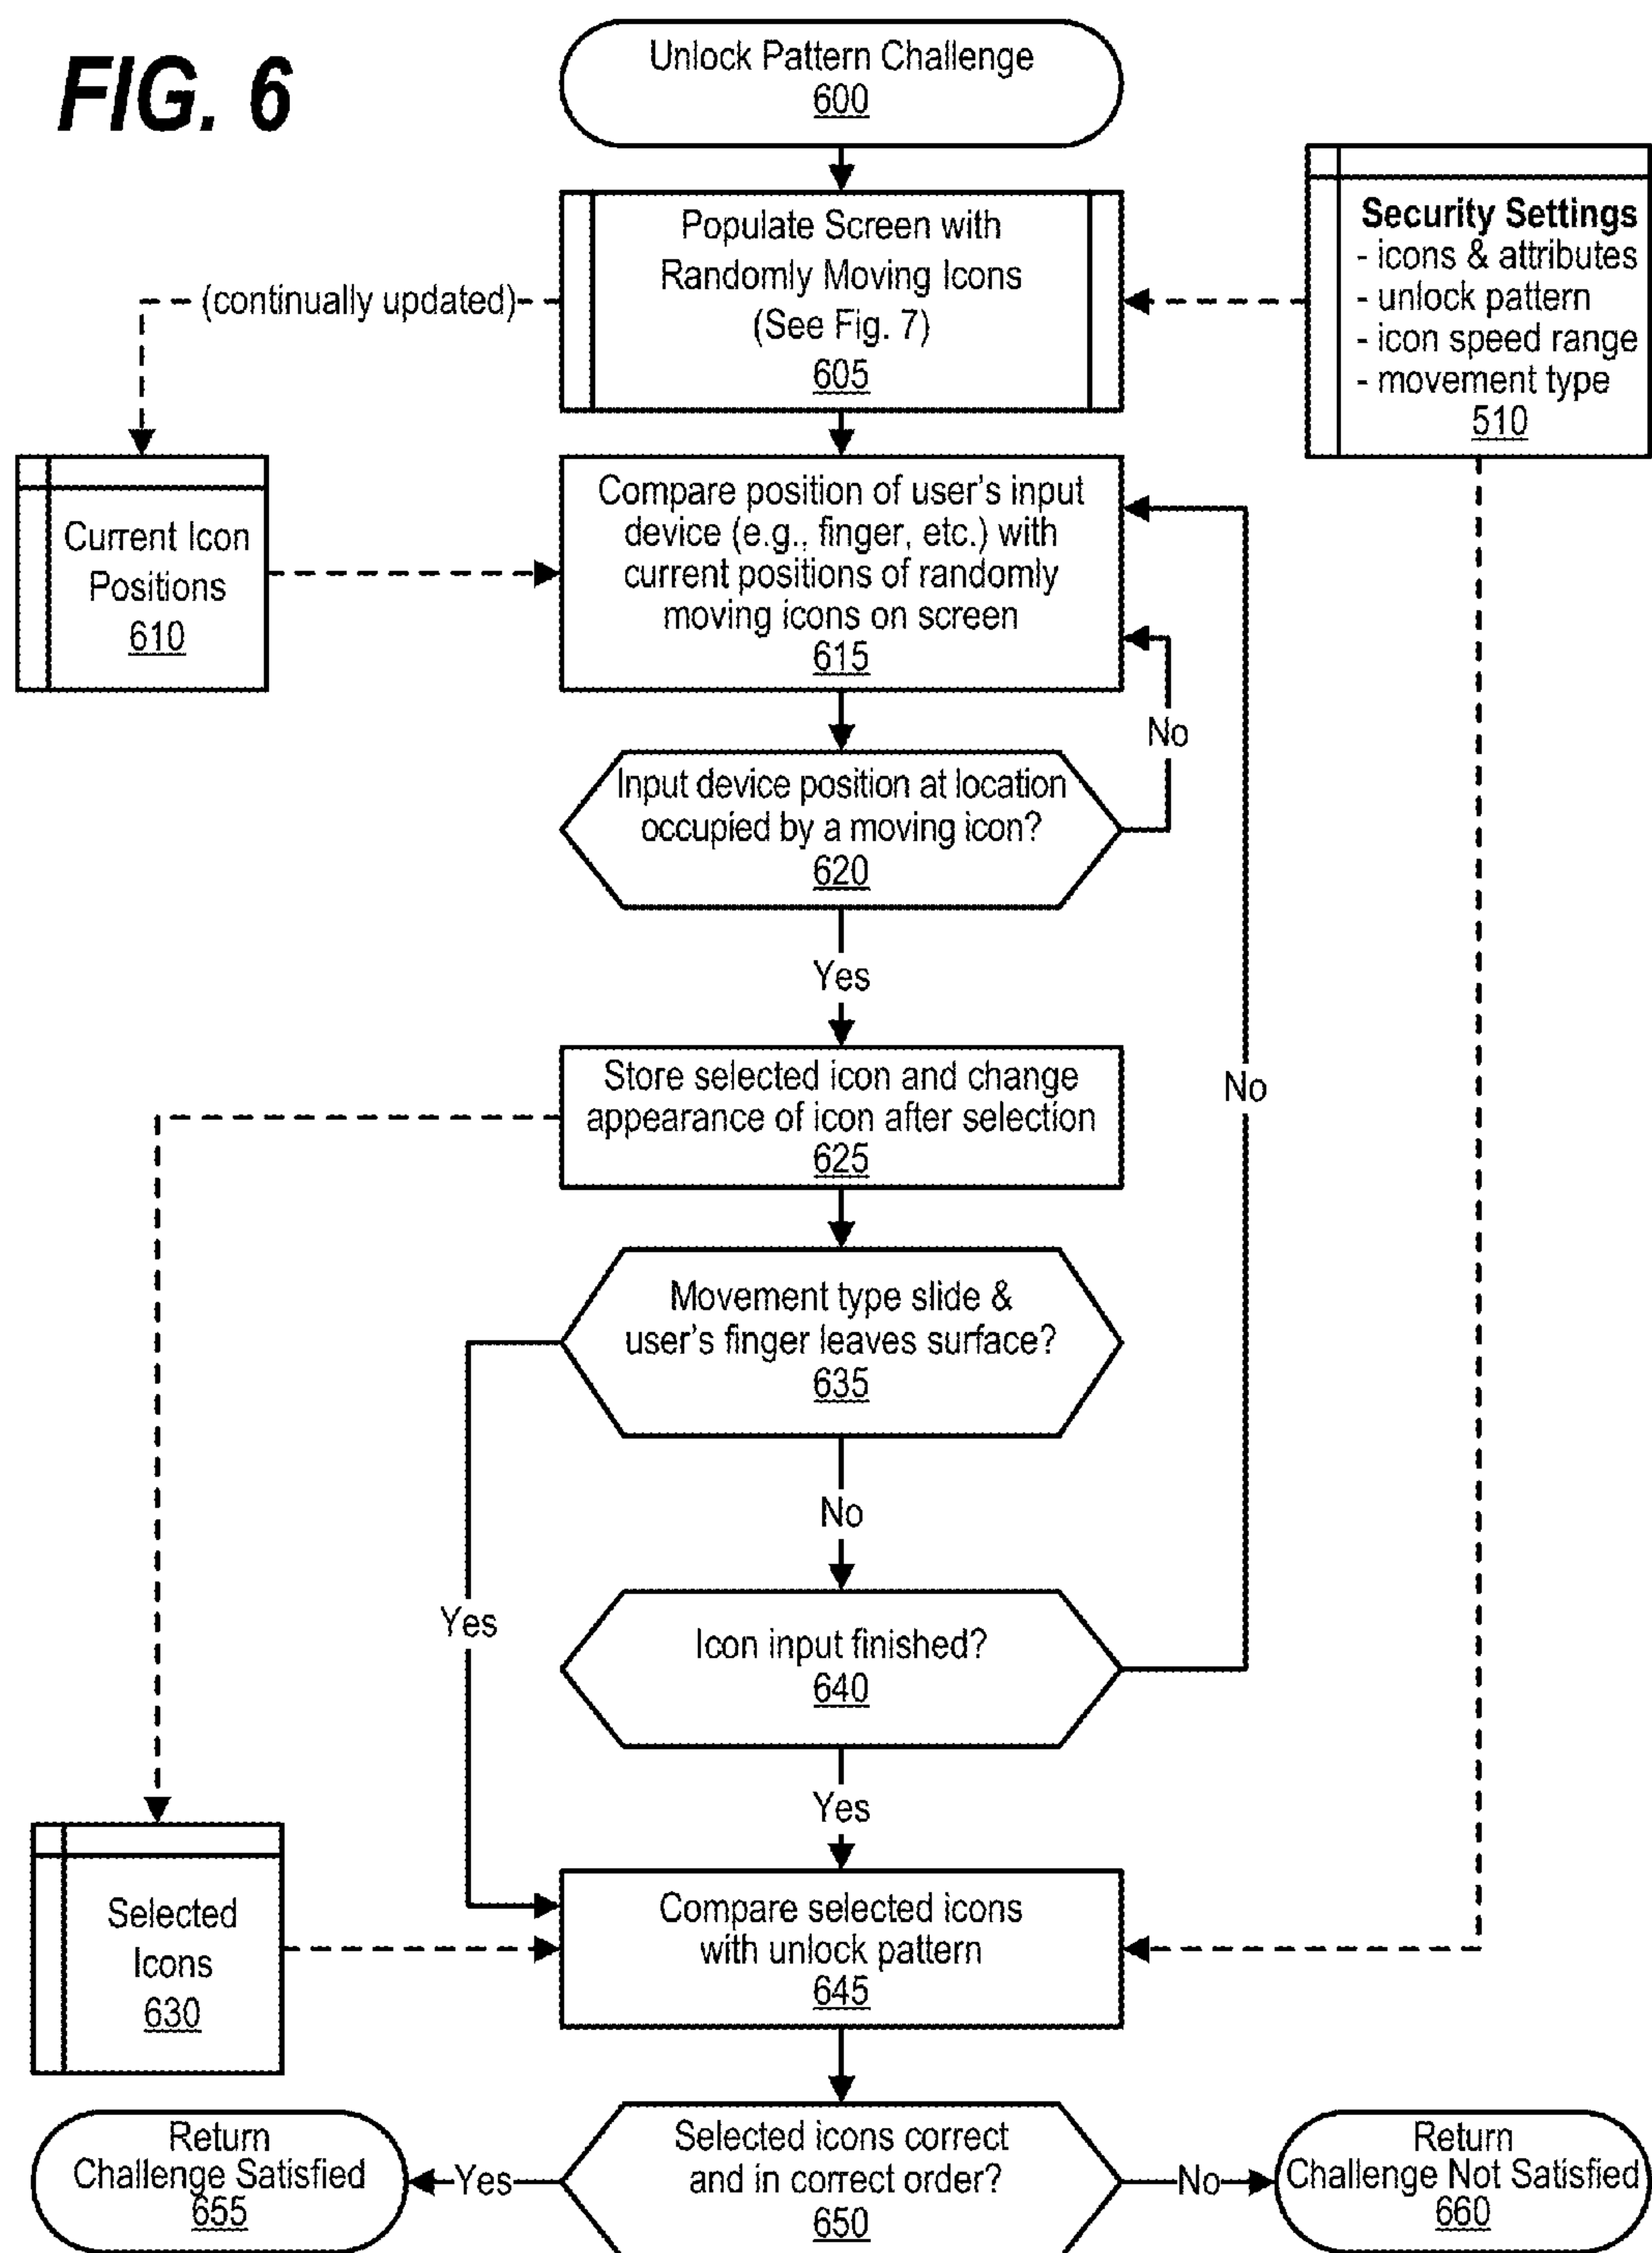 FIG. 6
Unlock Pattern Challenge
600
Populate Screen with
Randomly Moving Icons
(See Fig. 7)
605
Security Settings
- icons & attributes
- unlock pattern
- icon speed range
- movement type
510
(continually updated)
Current Icon
Positions
610
Compare position of user's input
device (e.g., finger, etc.) with
current positions of randomly
moving icons on screen
615
No
Input device position at location
occupied by a moving icon?
620
Yes
No
Store selected icon and change
appearance of icon after selection
625
Movement type slide &
user's finger leaves surface?
635
No
Yes
Icon input finished?
640
Yes
Selected
Icons
630
Compare selected icons
with unlock pattern
645
Return
Challenge Satisfied
655
Yes
Selected icons correct
and in correct order?
650
No
Return
Challenge Not Satisfied
660